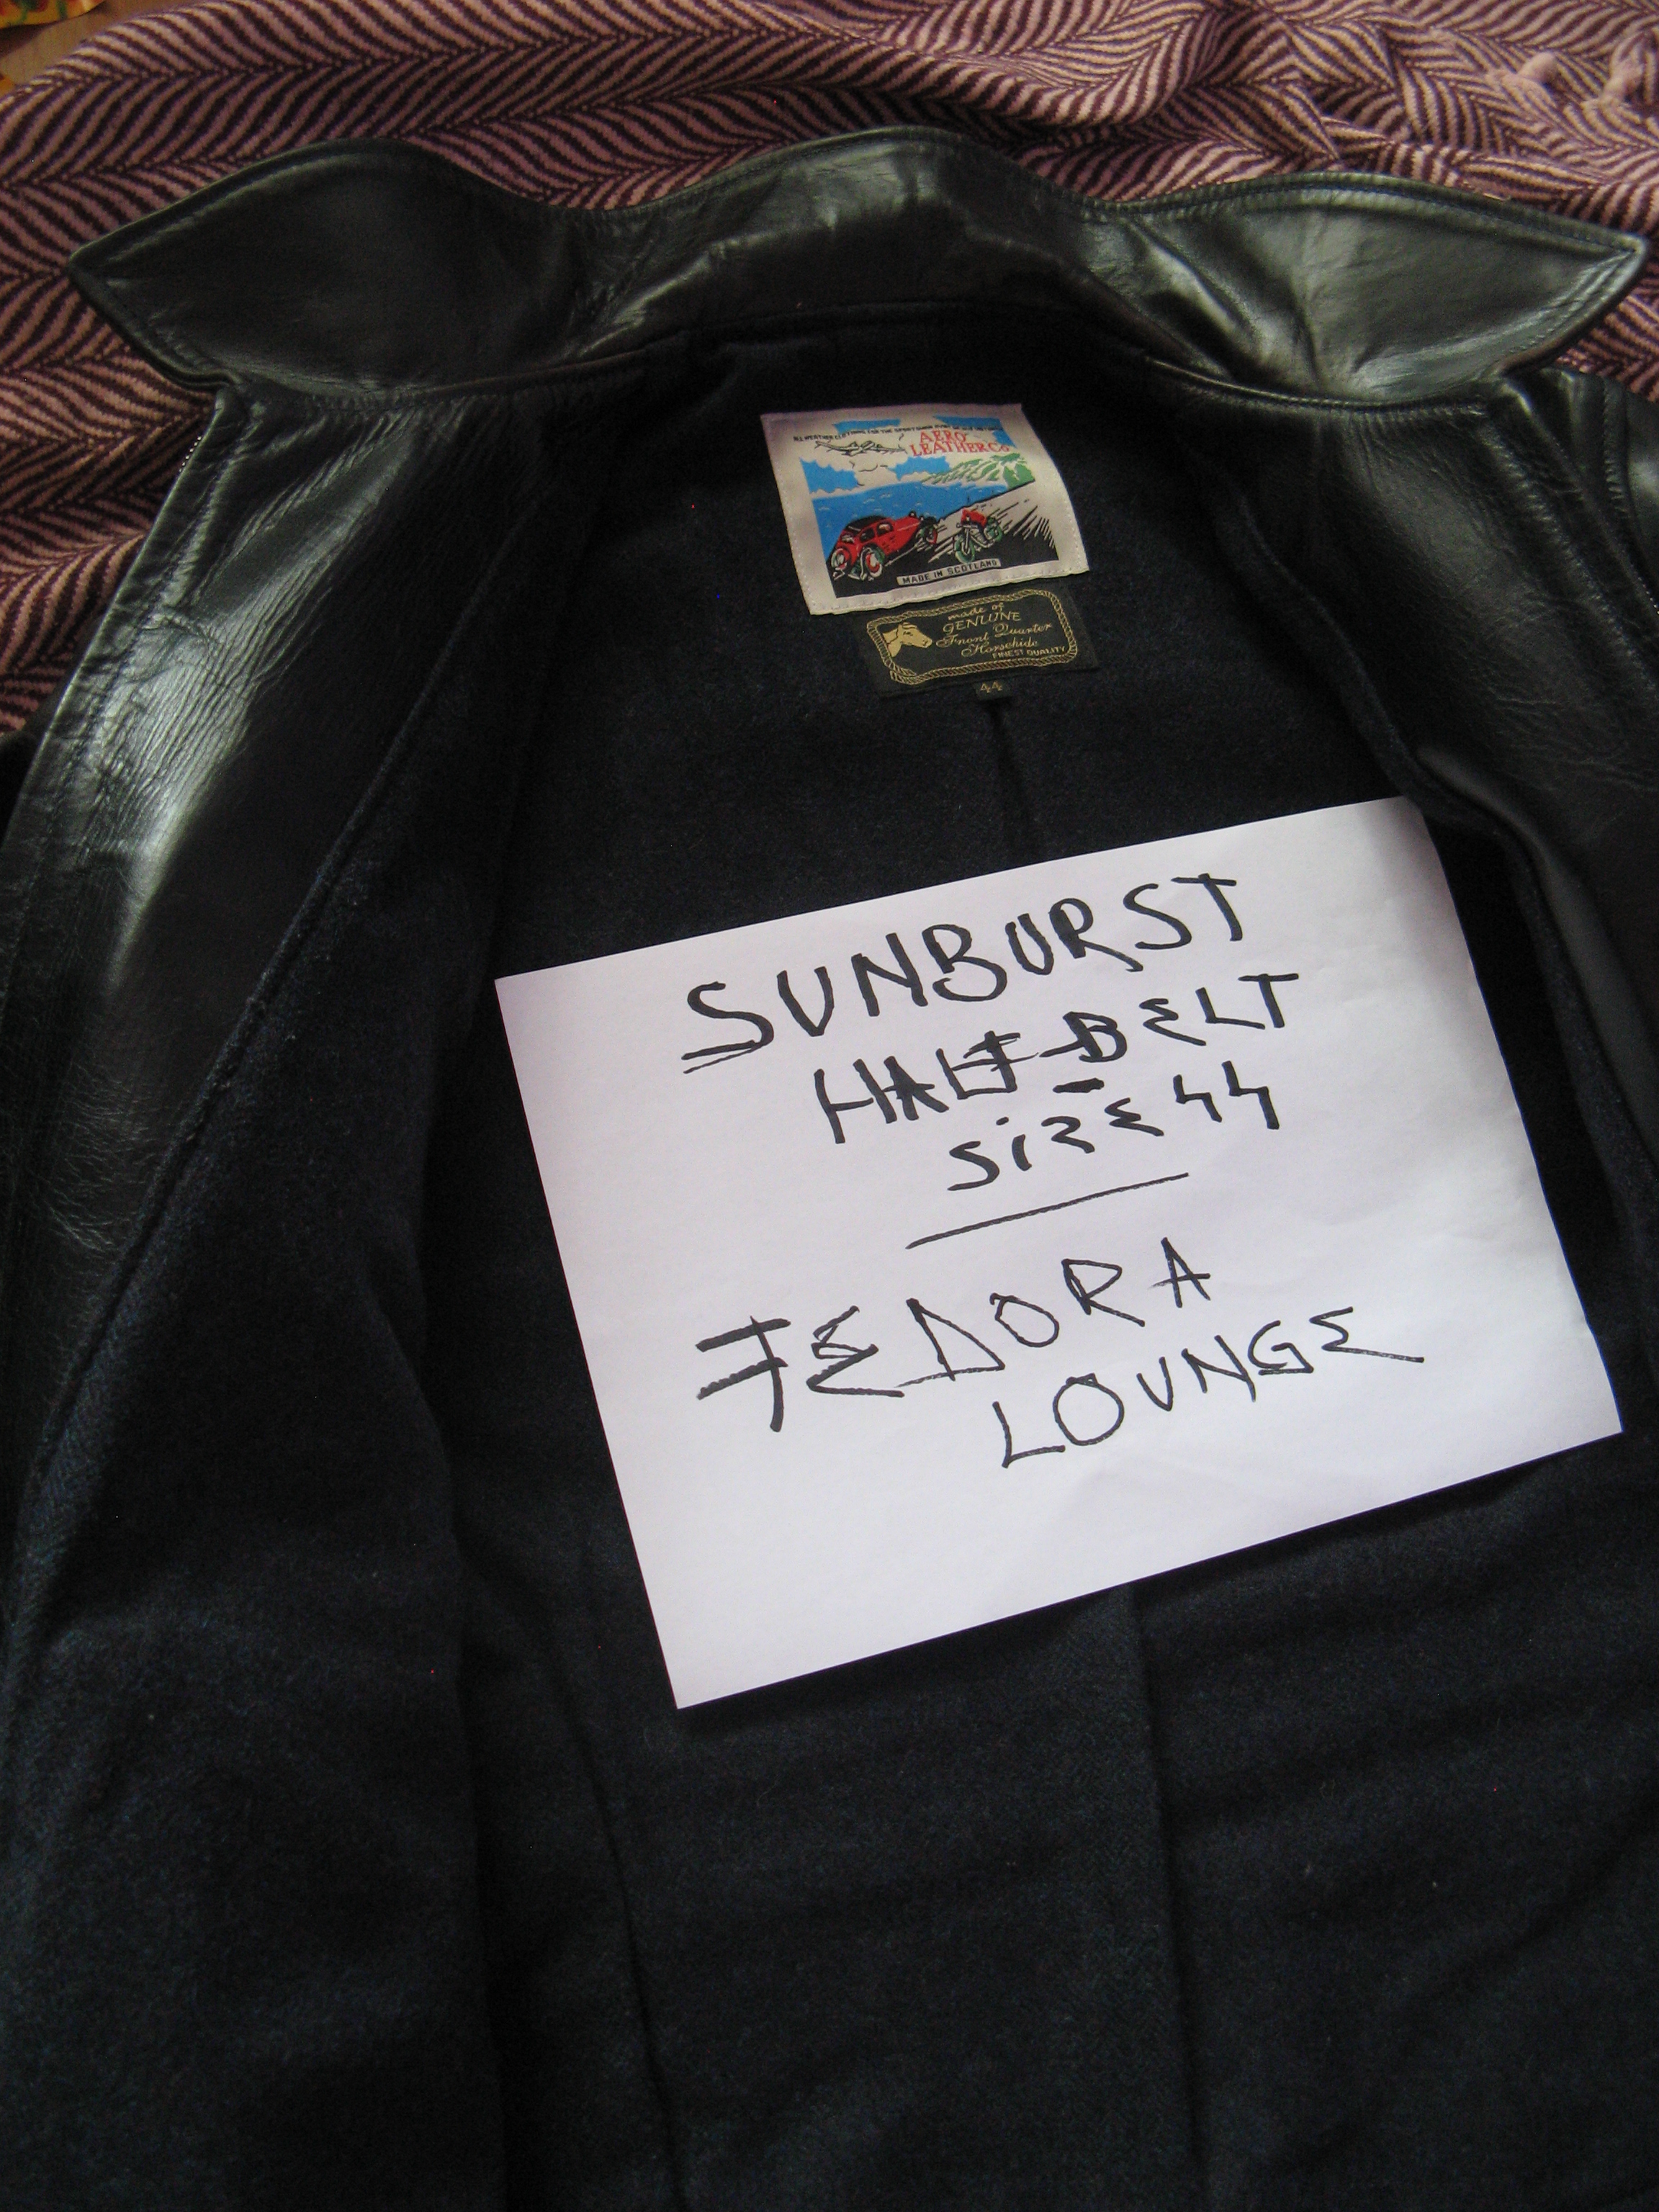 AERO
LEATHER Co
MADE IN SCOTLAND
made of
GENUINE
Front Quarter
Horsehide
FINEST QUALITY
44
SUNBURST
HALF-BELT
SiZE 44
FEDORA
LOUNGE